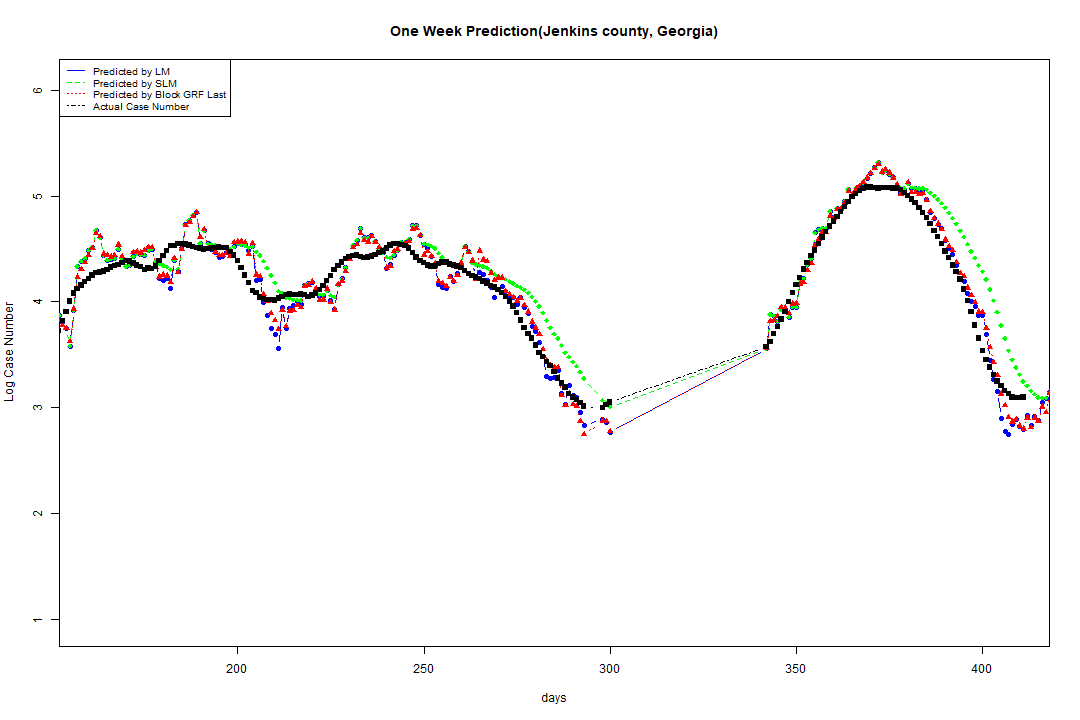 One Week Prediction(Jenkins county, Georgia)
Predicted by LM
Predicted by SLM
Predicted by Block GRF Last
Actual Case Number
6
5
4
3
2
1
Log Case Number
200 250 300 350 400
days